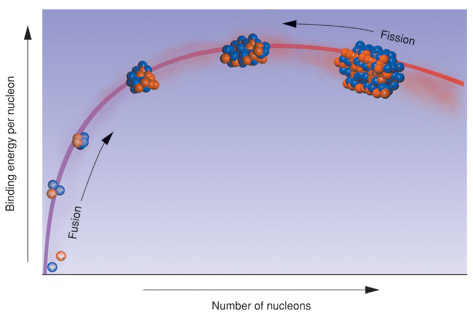 Fission
Binding energy per nucleon
Fusion
Number of nucleons